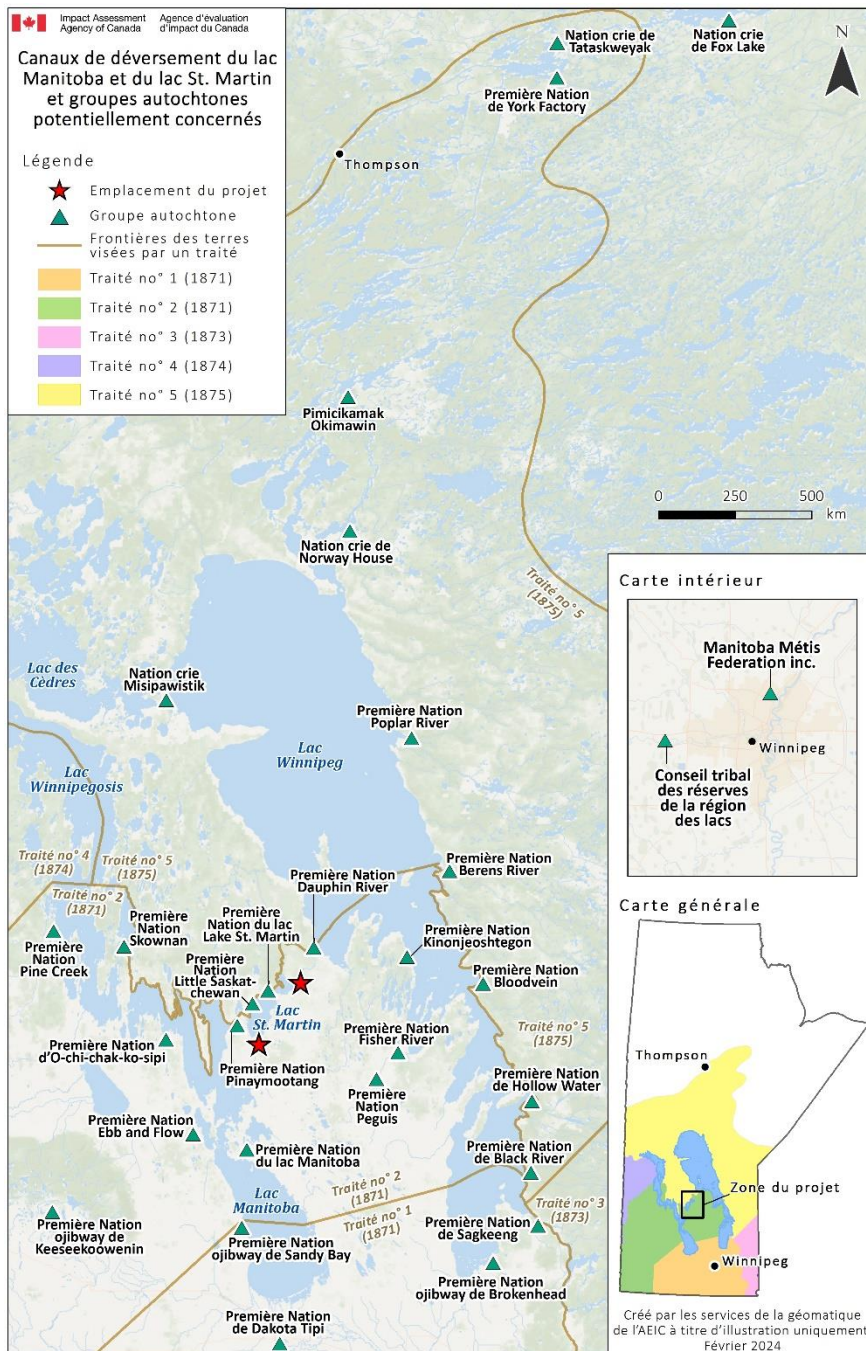 Impact Assessment
Agency of Canada
Agence d'évaluation
d'impact du Canada
Canaux de déversement du lac
Manitoba et du lac St. Martin
et groupes autochtones
potentiellement concernés
Légende
Emplacement du projet
Groupe autochtone
Frontières des terres
visées par un traité
Traité no° 1 (1871)
Traité no° 2 (1871)
Traité no° 3 (1873)
Traité no° 4 (1874)
Traité no° 5 (1875)
Nation crie de
Tataskweyak
Nation crie
de Fox Lake
N
Première Nation
de York Factory
Thompson
Pimicikamak
Okimawin
0 250 500
km
Nation crie de
Norway House
Traité n° 5
(1875)
Lac des
Cèdres
Nation crie
Misipawistik
Première Nation
Poplar River
Lac
Winnipeg
Lac
Winnipegosis
Traité n° 4
(1874)
Traité n° 5
(1875)
Traité n° 2
(1871)
Première Nation
Dauphin River
Première Nation
Berens River
Première
Nation
Skownan
Première
Nation du lac
Lake St. Martin
Première
Nation
Pine Creek
Première
Nation
Little Saskat-
chewan
Première Nation
Kinonjeoshtegon
Première Nation
Bloodvein
Lac
St. Martin
Première Nation
d'O-chi-chak-ko-sipi
Première Nation
Pinaymootang
Première Nation
Fisher River
Traité n° 5
(1875)
Première
Nation
Peguis
Première Nation
de Hollow Water
Première Nation
Ebb and Flow
Première Nation
du lac Manitoba
Première Nation
de Black River
Lac
Manitoba
Traité n° 2
(1871)
Traité n° 1
(1871)
Traité n° 3
(1873)
Première Nation
ojibway de
Keeseekoowenin
Première Nation
ojibway de Sandy Bay
Première Nation
de Sagkeeng
Première Nation
ojibway de Brokenhead
Première Nation
de Dakota Tipi
Carte intérieur
Manitoba Métis
Federation inc.
Winnipeg
Conseil tribal
des réserves
de la région
des lacs
Carte générale
Thompson
Zone du projet
Winnipeg
Créé par les services de la géomatique
de l'AEIC à titre d'illustration uniquement
Février 2024